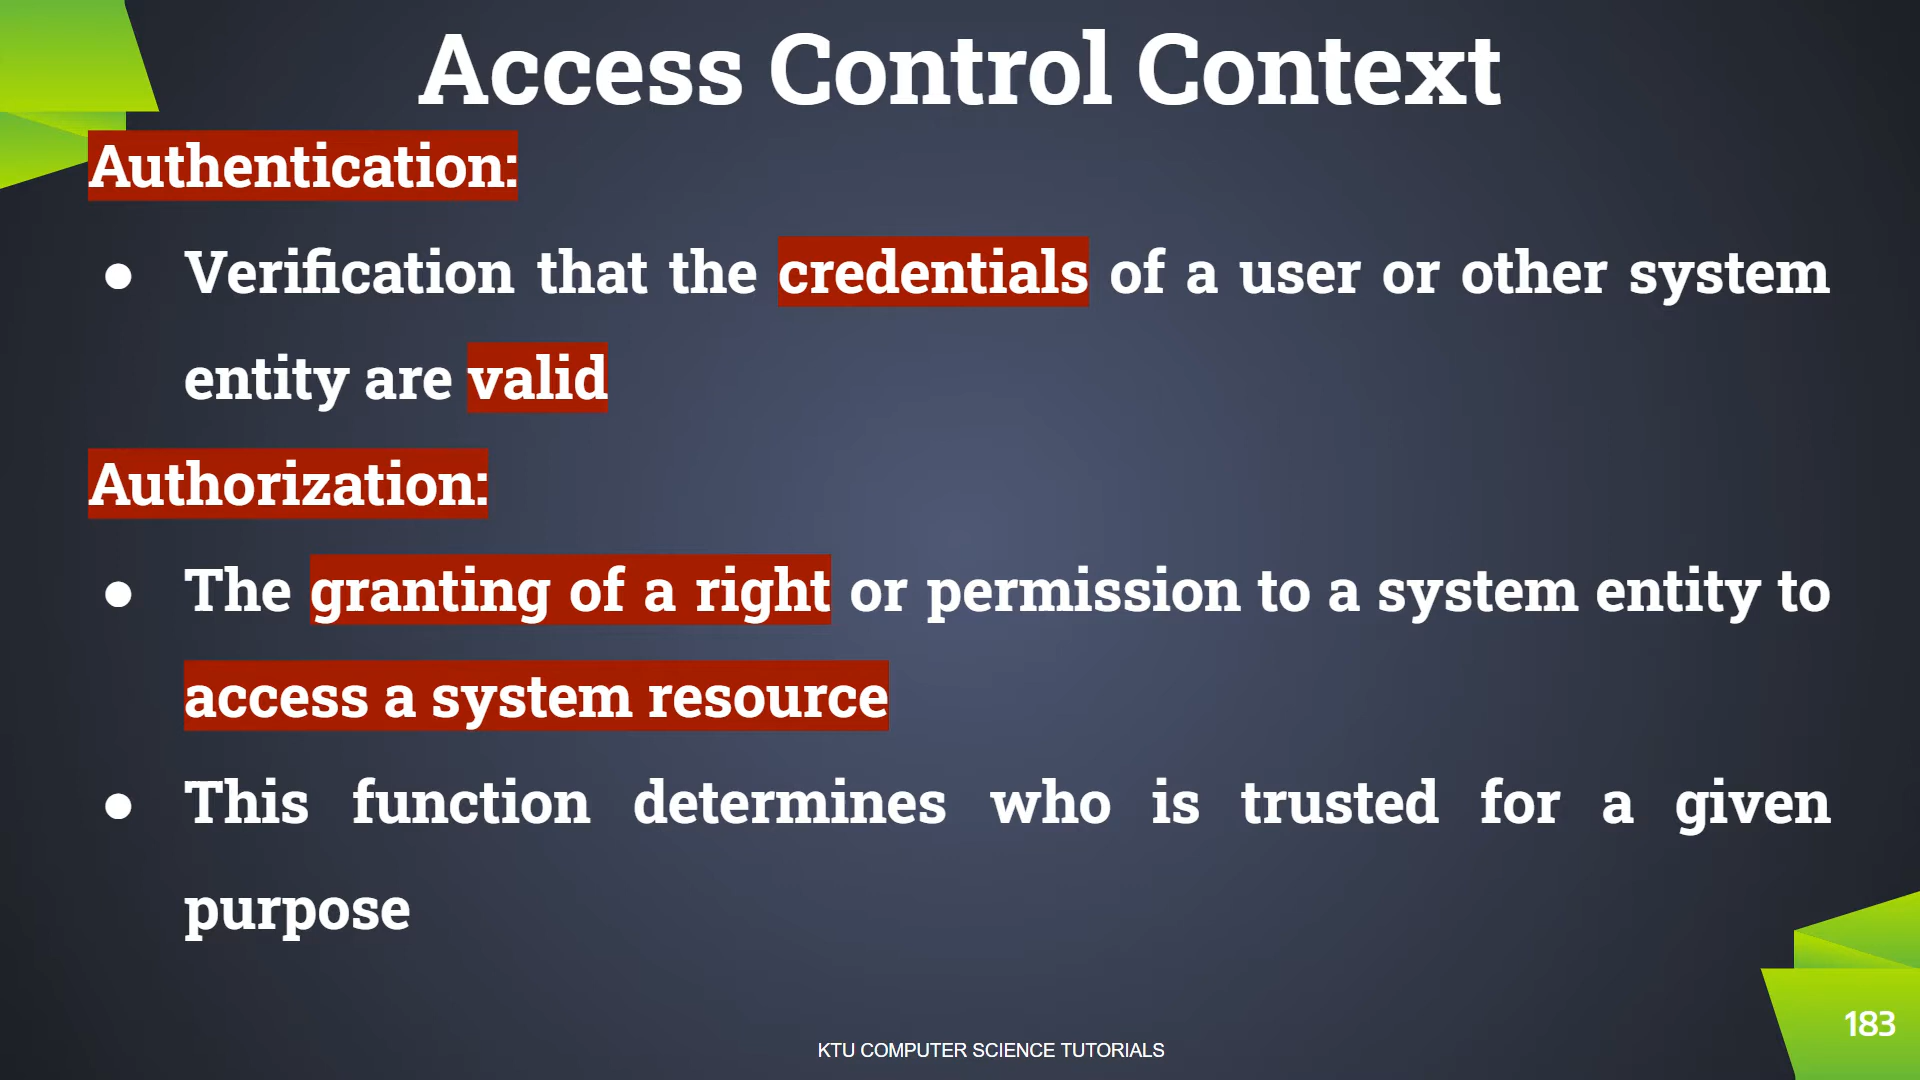 Access Control Context
Authentication:
● Verification that the credentials of a user or other system
entity are valid
Authorization:
● The granting of a right or permission to a system entity to
access a system resource
● This function determines who is trusted for a given
purpose
183
KTU COMPUTER SCIENCE TUTORIALS